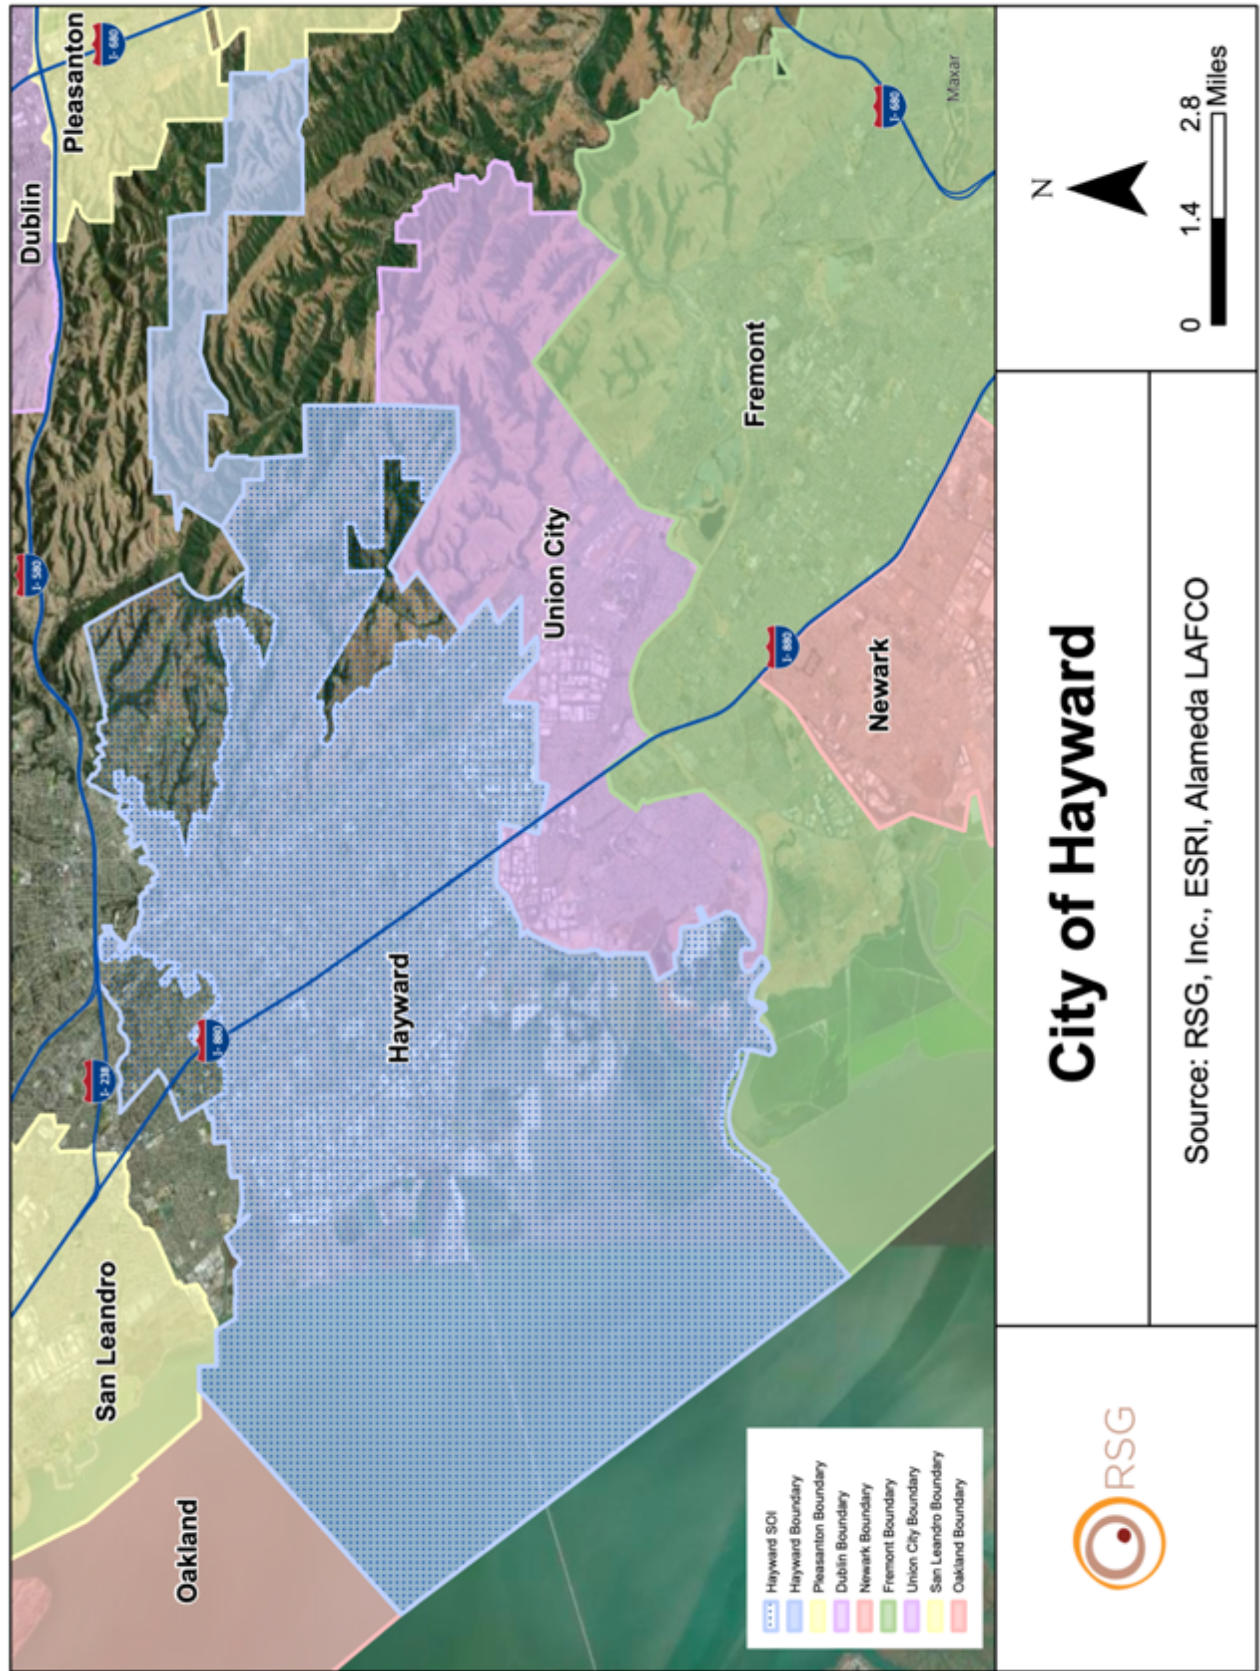 Oakland
San Leandro
I- 238
I- 880
I- 580
Dublin
Pleasanton
I- 680
Hayward
Union City
Fremont
I- 880
Newark
I- 680
Maxar
Hayward SOI
Hayward Boundary
Pleasanton Boundary
Dublin Boundary
Newark Boundary
Fremont Boundary
Union City Boundary
San Leandro Boundary
Oakland Boundary
RSG
City of Hayward
Source: RSG, Inc., ESRI, Alameda LAFCO
N
0 1.4 2.8
Miles